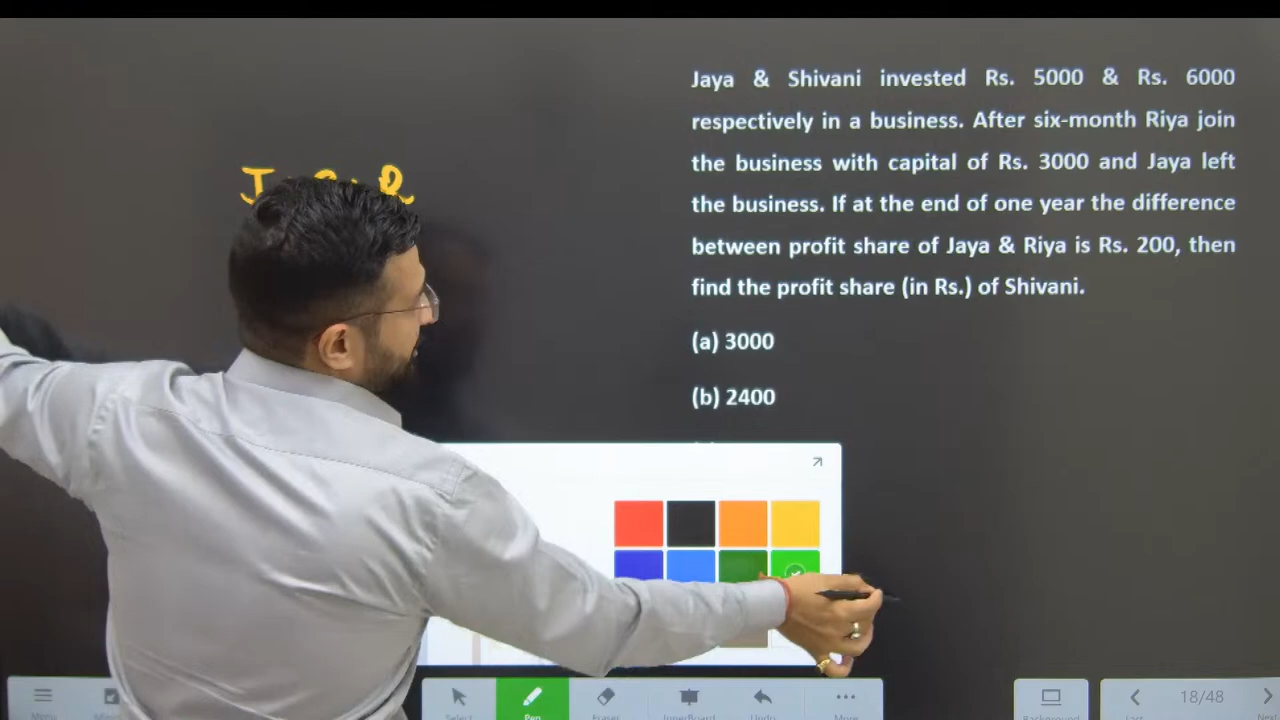 Jaya & Shivani invested Rs. 5000 & Rs. 6000
respectively in a business. After six-month Riya join
the business with capital of Rs. 3000 and Jaya left
the business. If at the end of one year the difference
between profit share of Jaya & Riya is Rs. 200, then
find the profit share (in Rs.) of Shivani.
J R
(a) 3000
(b) 2400
Menu
Select
Pen
Eraser
Undo
More
Background
18/48